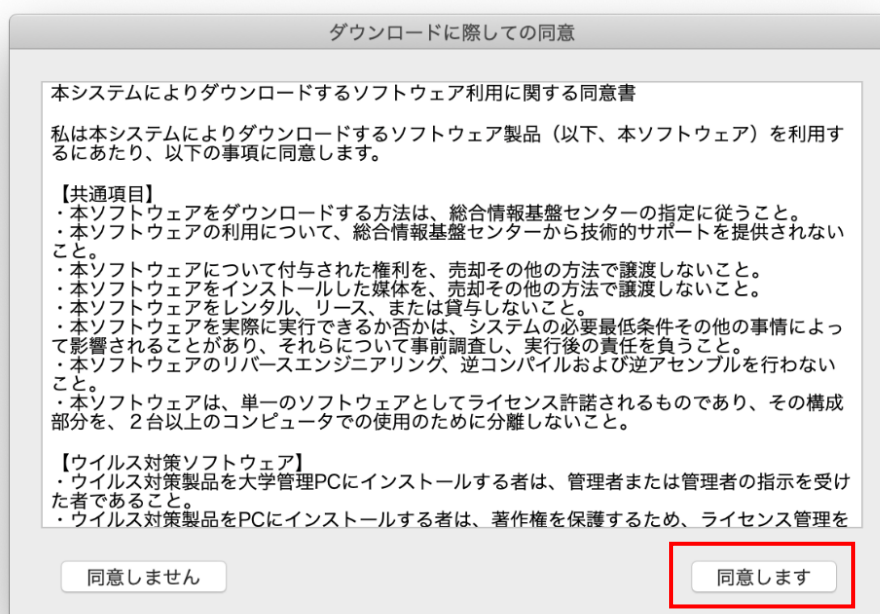 ダウンロードに際しての同意
本システムによりダウンロードするソフトウェア利用に関する同意書
私は本システムによりダウンロードするソフトウェア製品（以下、本ソフトウェア）を利用す
るにあたり、以下の事項に同意します。
【共通項目】
・本ソフトウェアをダウンロードする方法は、総合情報基盤センターの指定に従うこと。
・本ソフトウェアの利用について、総合情報基盤センターから技術的サポートを提供されない
こと。
・本ソフトウェアについて付与された権利を、売却その他の方法で譲渡しないこと。
・本ソフトウェアをインストールした媒体を、売却その他の方法で譲渡しないこと。
・本ソフトウェアをレンタル、リース、または貸与しないこと。
・本ソフトウェアを実際に実行できるか否かは、システムの必要最低条件その他の事情によっ
て影響されることがあり、それらについて事前調査し、実行後の責任を負うこと。
・本ソフトウェアのリバースエンジニアリング、逆コンパイルおよび逆アセンブルを行わない
こと。
・本ソフトウェアは、単一のソフトウェアとしてライセンス許諾されるものであり、その構成
部分を、２台以上のコンピュータでの使用のために分離しないこと。
【ウイルス対策ソフトウェア】
・ウイルス対策製品を大学管理PCにインストールする者は、管理者または管理者の指示を受け
た者であること。
・ウイルス対策製品をPCにインストールする者は、著作権を保護するため、ライセンス管理を
同意しません
同意します